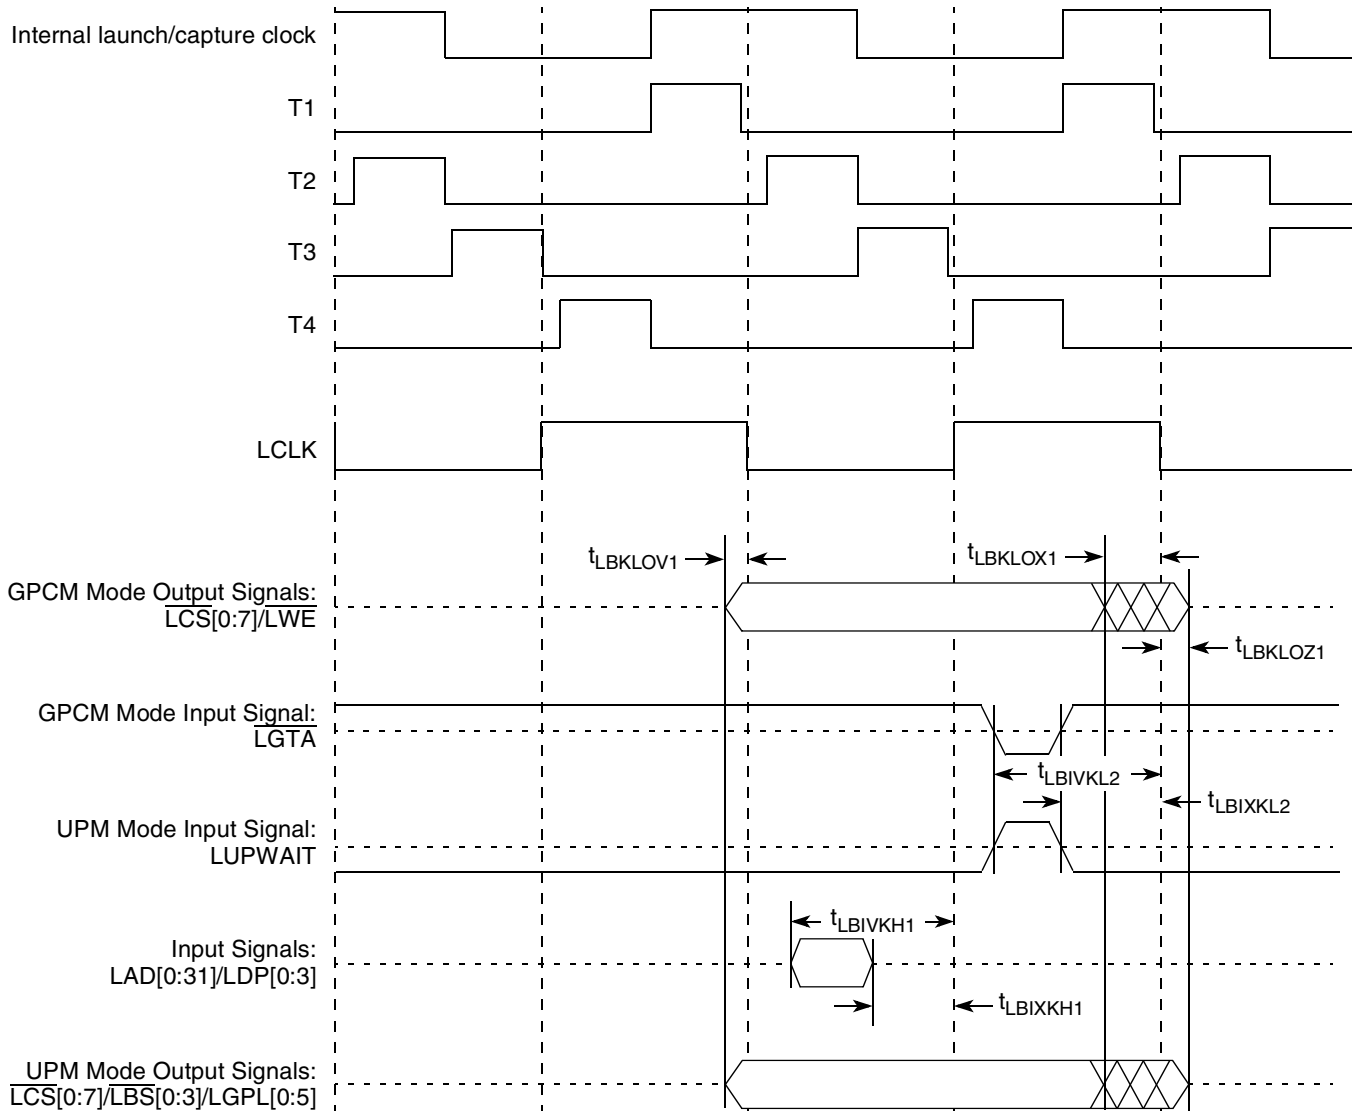 Internal launch/capture clock
T1
T2
T3
T4
LCLK
tLBKLOV1
tLBKLOX1
GPCM Mode Output Signals:
LCS[0:7]/LWE
tLBKLOZ1
GPCM Mode Input Signal:
LGTA
tLBIVKL2
tLBIXKL2
UPM Mode Input Signal:
LUPWAIT
tLBIVKH1
Input Signals:
LAD[0:31]/LDP[0:3]
tLBIXKH1
UPM Mode Output Signals:
LCS[0:7]/LBS[0:3]/LGPL[0:5]